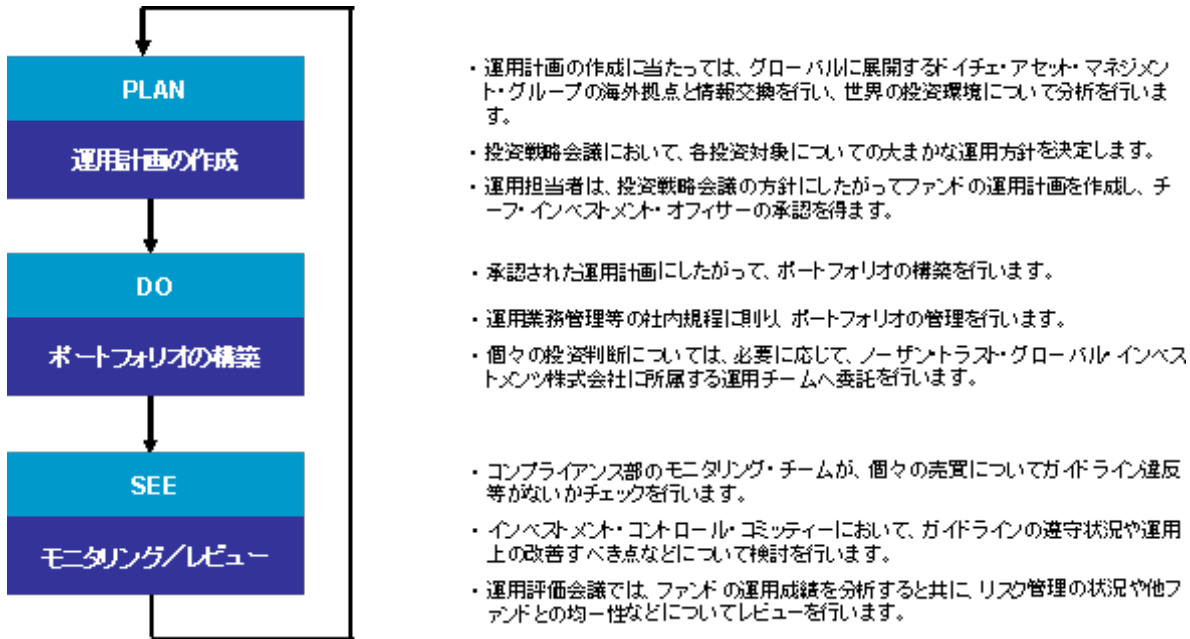 PLAN
運用計画の作成
・運用計画の作成に当たっては、グローバルに展開するドイチェ・アセット・マネジメン
ト・グループの海外拠点と情報交換を行い、世界の投資環境について分析を行いま
す。
・投資戦略会議において、各投資対象についての大まかな運用方針を決定します。
・運用担当者は、投資戦略会議の方針にしたがってファンドの運用計画を作成し、チ
ーフ・インベストメント・オフィサーの承認を得ます。
DO
ポートフォリオの構築
・承認された運用計画にしたがって、ポートフォリオの構築を行います。
・運用業務管理等の社内規程に則り、ポートフォリオの管理を行います。
・個々の投資判断については、必要に応じて、ノーザン・トラスト・グローバル・インベス
トメンツ株式会社に所属する運用チームへ委託を行います。
SEE
モニタリング／レビュー
・コンプライアンス部のモニタリング・チームが、個々の売買についてガイドライン違反
等がないかチェックを行います。
・インベストメント・コントロール・コミッティーにおいて、ガイドラインの遵守状況や運用
上の改善すべき点などについて検討を行います。
・運用評価会議では、ファンドの運用成績を分析すると共に、リスク管理の状況や他フ
ァンドとの均一性などについてレビューを行います。